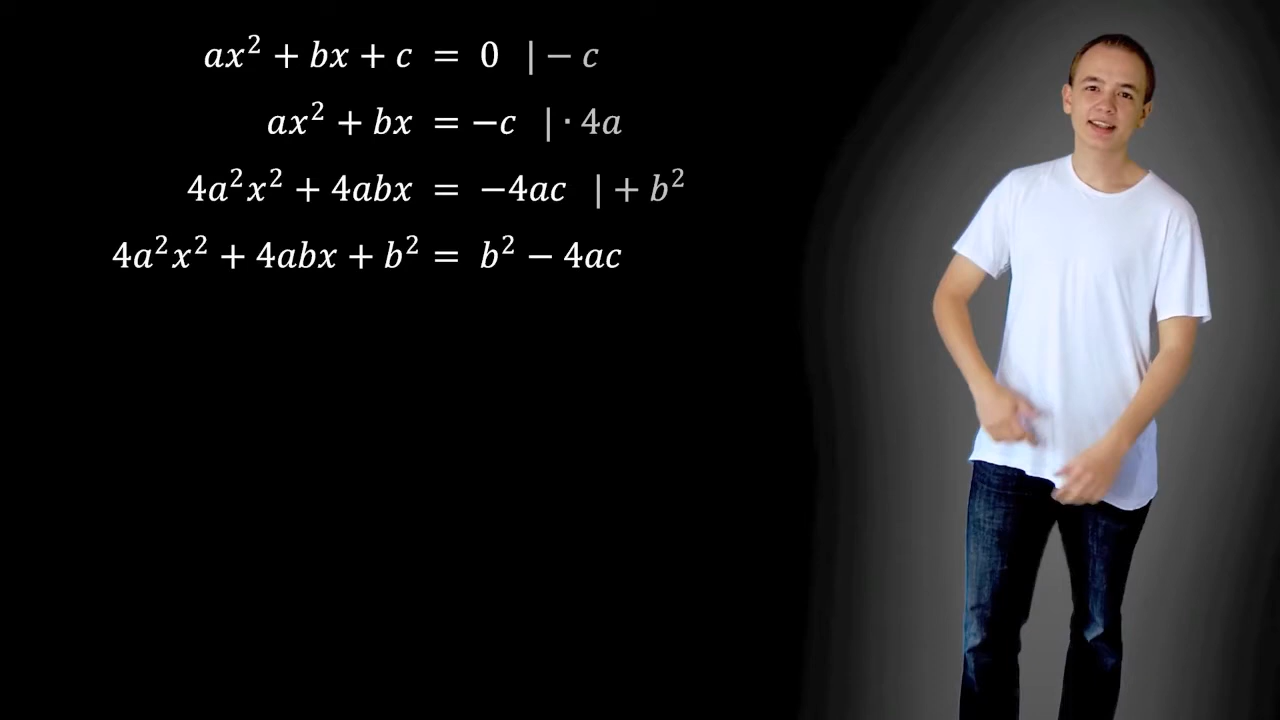 ax² + bx + c = 0 | − c
ax² + bx = −c | · 4a
4a²x² + 4abx = −4ac | + b²
4a²x² + 4abx + b² = b² − 4ac